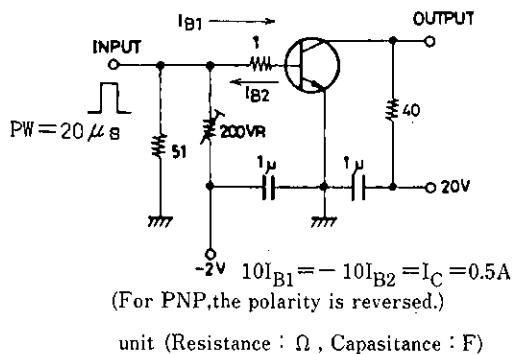 IB1
INPUT
1
OUTPUT
IB2
PW=20μs
51
200VR
40
1μ
1μ
20V
-2V
10IB1=-10IB2=IC=0.5A
(For PNP,the polarity is reversed.)
unit (Resistance : Ω , Capasitance : F)